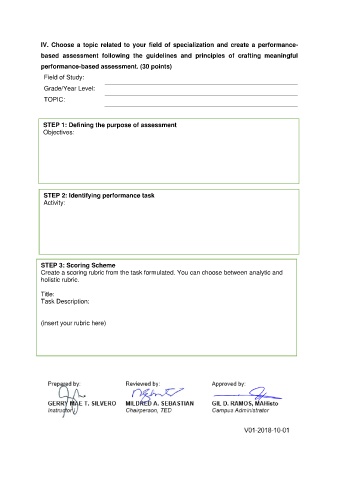 IV. Choose a topic related to your field of specialization and create a performance-
based assessment following the guidelines and principles of crafting meaningful
performance-based assessment. (30 points)
Field of Study:
Grade/Year Level:
TOPIC:
STEP 1: Defining the purpose of assessment
Objectives:
STEP 2: Identifying performance task
Activity:
STEP 3: Scoring Scheme
Create a scoring rubric from the task formulated. You can choose between analytic and
holistic rubric.
Title:
Task Description:
(insert your rubric here)
Prepared by: Reviewed by: Approved by:
GERRY MAE T. SILVERO MILDRED A. SEBASTIAN GIL D. RAMOS, MAHisto
Instructor I Chairperson, TED Campus Administrator
V01-2018-10-01